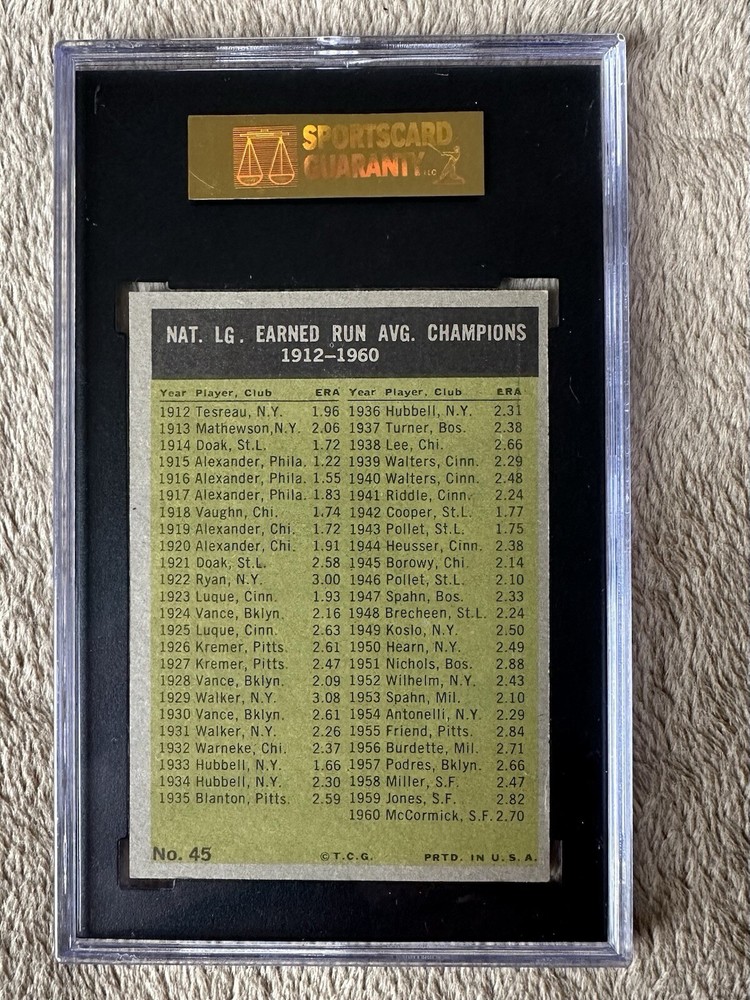 SPORTSCARD
GUARANTY LLC
NAT. LG. EARNED RUN AVG. CHAMPIONS
1912–1960
Year Player, Club ERA Year Player, Club ERA
1912 Tesreau, N.Y. 1.96 1936 Hubbell, N.Y. 2.31
1913 Mathewson, N.Y. 2.06 1937 Turner, Bos. 2.38
1914 Doak, St.L. 1.72 1938 Lee, Chi. 2.66
1915 Alexander, Phila. 1.22 1939 Walters, Cinn. 2.29
1916 Alexander, Phila. 1.55 1940 Walters, Cinn. 2.48
1917 Alexander, Phila. 1.83 1941 Riddle, Cinn. 2.24
1918 Vaughn, Chi. 1.74 1942 Cooper, St.L. 1.77
1919 Alexander, Chi. 1.72 1943 Pollet, St.L. 1.75
1920 Alexander, Chi. 1.91 1944 Heusser, Cinn. 2.38
1921 Doak, St.L. 2.58 1945 Borowy, Chi. 2.14
1922 Ryan, N.Y. 3.00 1946 Pollet, St.L. 2.10
1923 Luque, Cinn. 1.93 1947 Spahn, Bos. 2.33
1924 Vance, Bklyn. 2.16 1948 Brecheen, St.L. 2.24
1925 Luque, Cinn. 2.63 1949 Koslo, N.Y. 2.50
1926 Kremer, Pitts. 2.61 1950 Hearn, N.Y. 2.49
1927 Kremer, Pitts. 2.47 1951 Nichols, Bos. 2.88
1928 Vance, Bklyn. 2.09 1952 Wilhelm, N.Y. 2.43
1929 Walker, N.Y. 3.08 1953 Spahn, Mil. 2.10
1930 Vance, Bklyn. 2.61 1954 Antonelli, N.Y. 2.29
1931 Walker, N.Y. 2.26 1955 Friend, Pitts. 2.84
1932 Warneke, Chi. 2.37 1956 Burdette, Mil. 2.71
1933 Hubbell, N.Y. 1.66 1957 Podres, Bklyn. 2.66
1934 Hubbell, N.Y. 2.30 1958 Miller, S.F. 2.47
1935 Blanton, Pitts. 2.59 1959 Jones, S.F. 2.82
1960 McCormick, S.F. 2.70
No. 45 © T.C.G. PRTD. IN U.S.A.